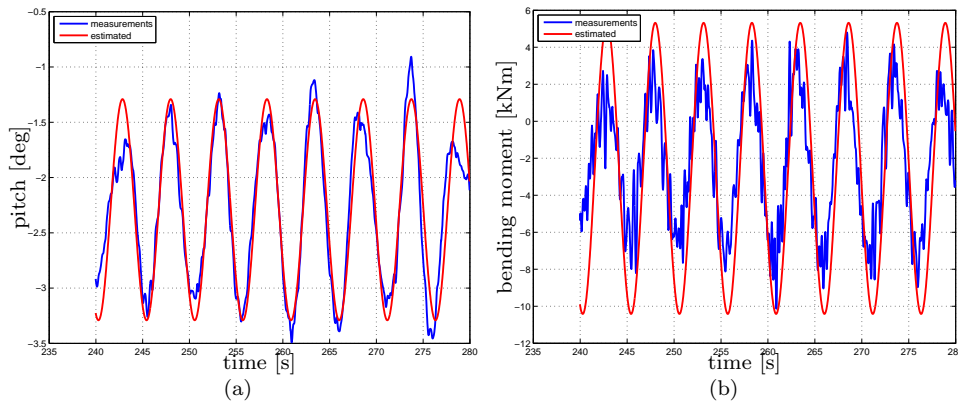 measurements
estimated
pitch [deg]
−0.5
−1
−1.5
−2
−2.5
−3
−3.5
235 240 245 250 255 260 265 270 275 280
time [s]
(a)
measurements
estimated
bending moment [kNm]
6
4
2
0
−2
−4
−6
−8
−10
−12
235 240 245 250 255 260 265 270 275 280
time [s]
(b)